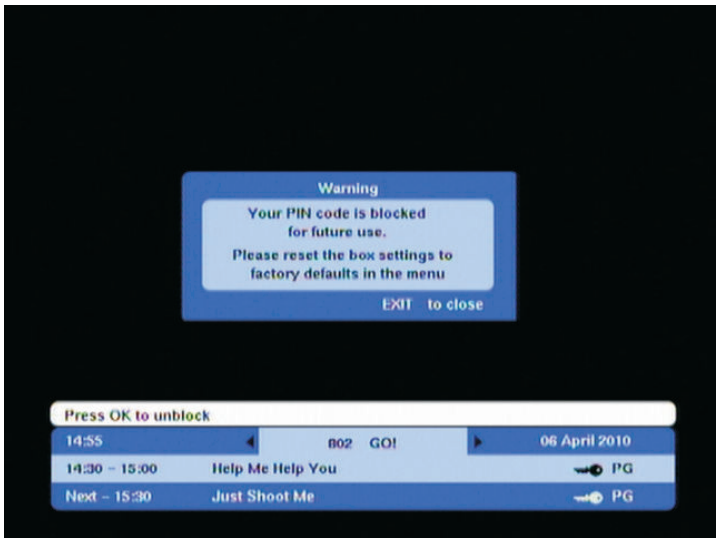 Warning
Your PIN code is blocked
for future use.
Please reset the box settings to
factory defaults in the menu
EXIT to close
Press OK to unblock
14:55 802 GO! 06 April 2010
14:30 - 15:00 Help Me Help You PG
Next - 15:30 Just Shoot Me PG